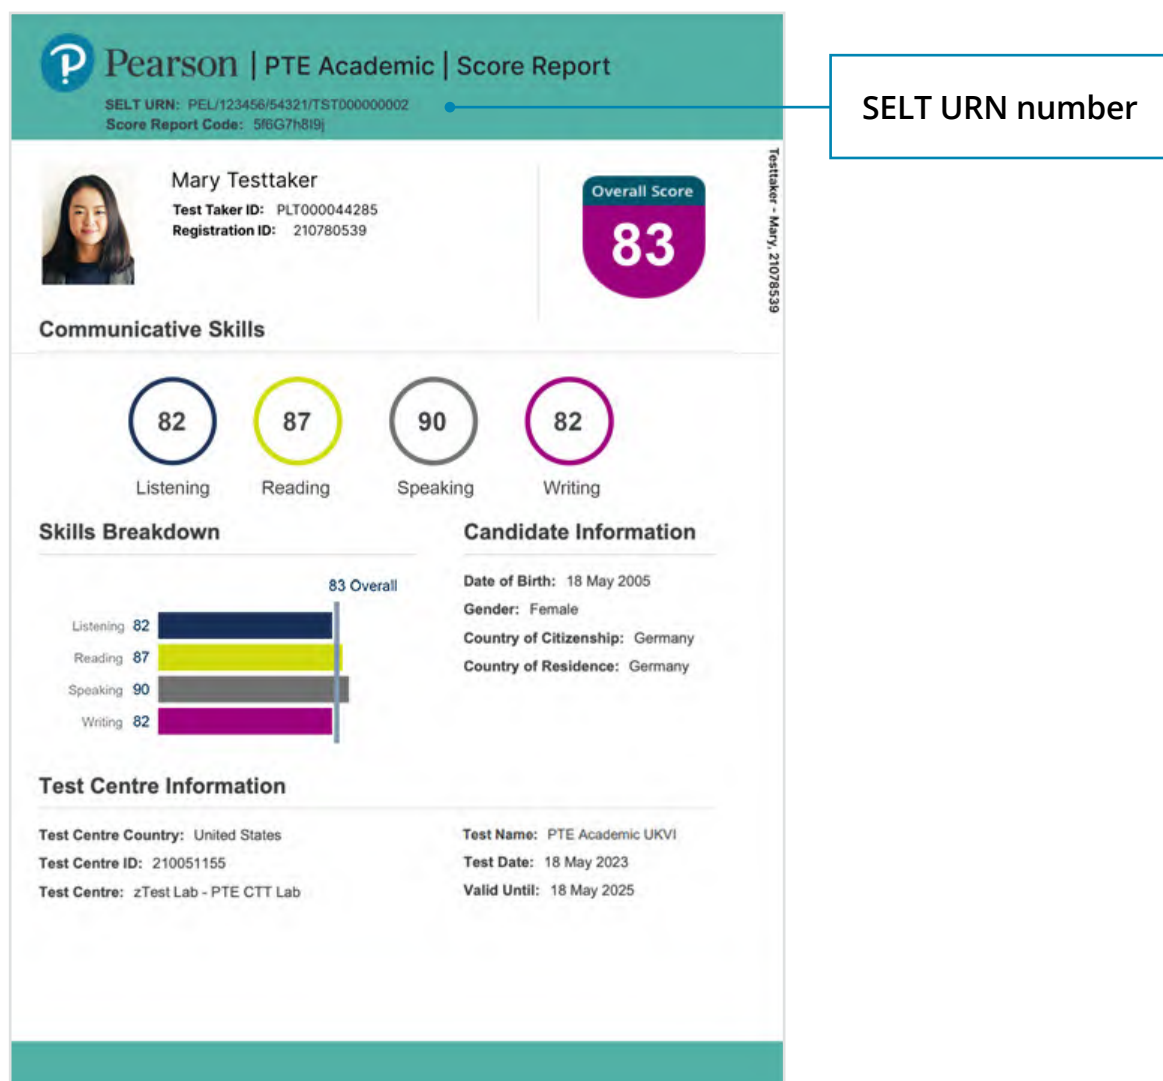 Pearson | PTE Academic | Score Report
SELT URN: PEL/123456/54321/TST000000002
Score Report Code: 5f6G7h8I9j
SELT URN number
Mary Testtaker
Test Taker ID: PLT000044285
Registration ID: 210780539
Overall Score
83
Testtaker - Mary, 21078539
Communicative Skills
82 87 90 82
Listening Reading Speaking Writing
Skills Breakdown
83 Overall
Listening 82
Reading 87
Speaking 90
Writing 82
Candidate Information
Date of Birth: 18 May 2005
Gender: Female
Country of Citizenship: Germany
Country of Residence: Germany
Test Centre Information
Test Centre Country: United States
Test Centre ID: 210051155
Test Centre: zTest Lab - PTE CTT Lab
Test Name: PTE Academic UKVI
Test Date: 18 May 2023
Valid Until: 18 May 2025